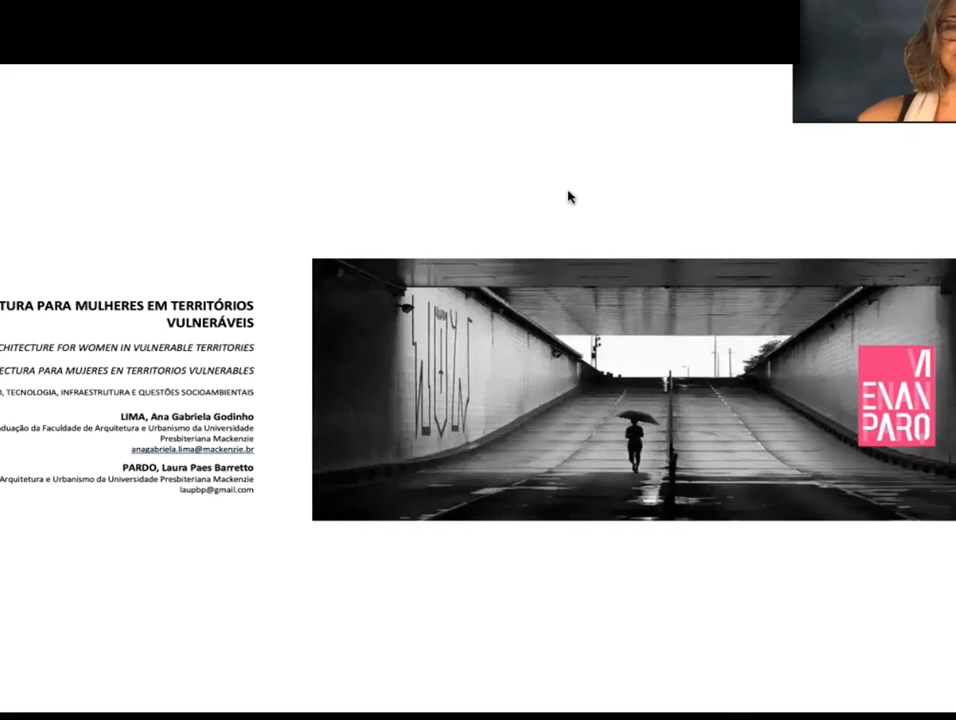 TURA PARA MULHERES EM TERRITÓRIOS
VULNERÁVEIS
CHITECTURE FOR WOMEN IN VULNERABLE TERRITORIES
ECTURA PARA MUJERES EN TERRITORIOS VULNERABLES
O, TECNOLOGIA, INFRAESTRUTURA E QUESTÕES SOCIOAMBIENTAIS
LIMA, Ana Gabriela Godinho
duação da Faculdade de Arquitetura e Urbanismo da Universidade
Presbiteriana Mackenzie
anagabriela.lima@mackenzie.br
PARDO, Laura Paes Barretto
Arquitetura e Urbanismo da Universidade Presbiteriana Mackenzie
laupbp@gmail.com
VI
ENAN
PARQ